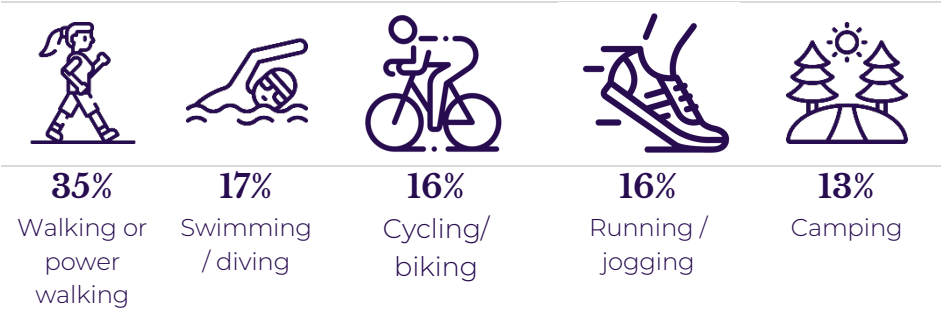 35%
Walking or
power
walking
17%
Swimming
/ diving
16%
Cycling/
biking
16%
Running /
jogging
13%
Camping